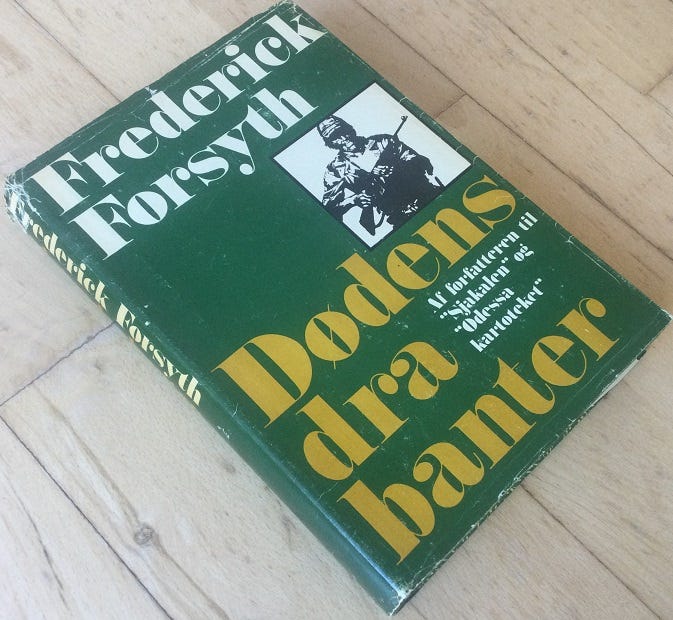 Frederick
Forsyth
Dødens
dra
banter
Af forfatteren til
"Sjakalen" og
"Odessa
kartoteket"
Frederick Forsyth